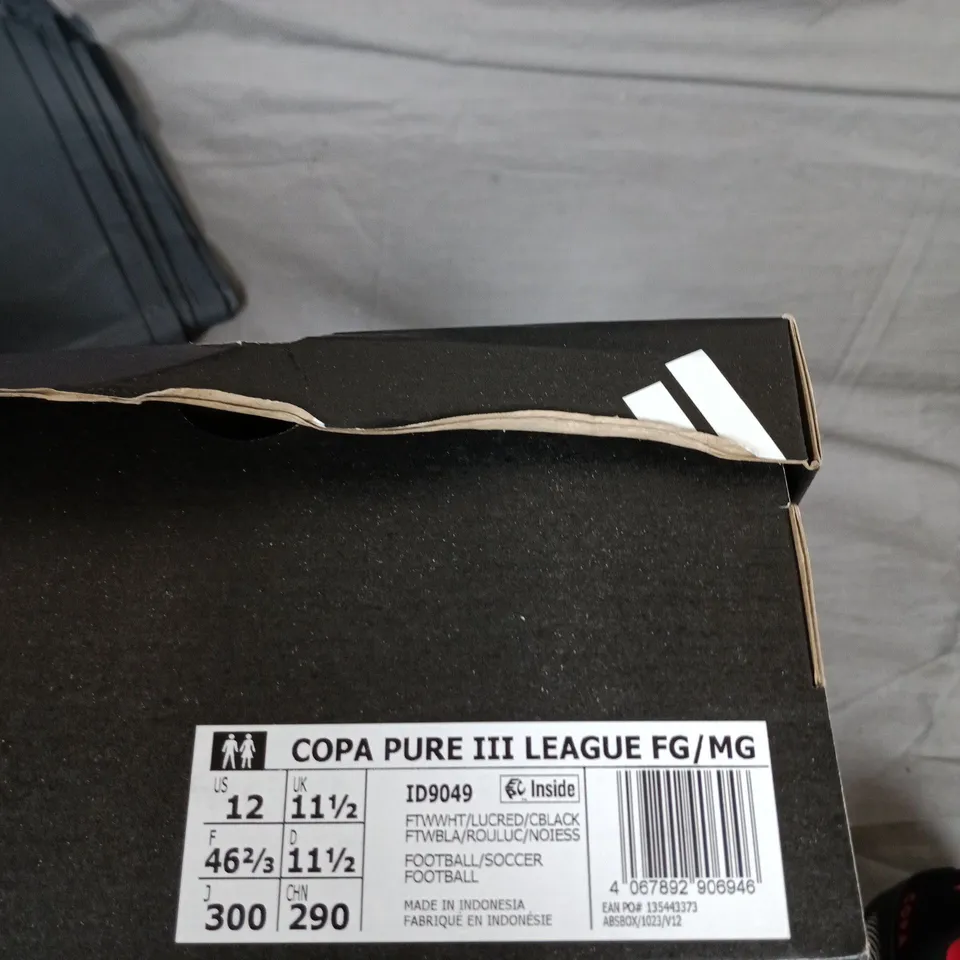 COPA PURE III LEAGUE FG/MG
US 12 UK 11½
F 46⅔ D 11½
J 300 CHN 290
ID9049 Inside
FTWWHT/LUCRED/CBLACK
FTWBLA/ROULUC/NOIESS
FOOTBALL/SOCCER
FOOTBALL
MADE IN INDONESIA
FABRIQUÉ EN INDONÉSIE
4 067892 906946
EAN PO# 135443373
ABSBOX/1023/V12